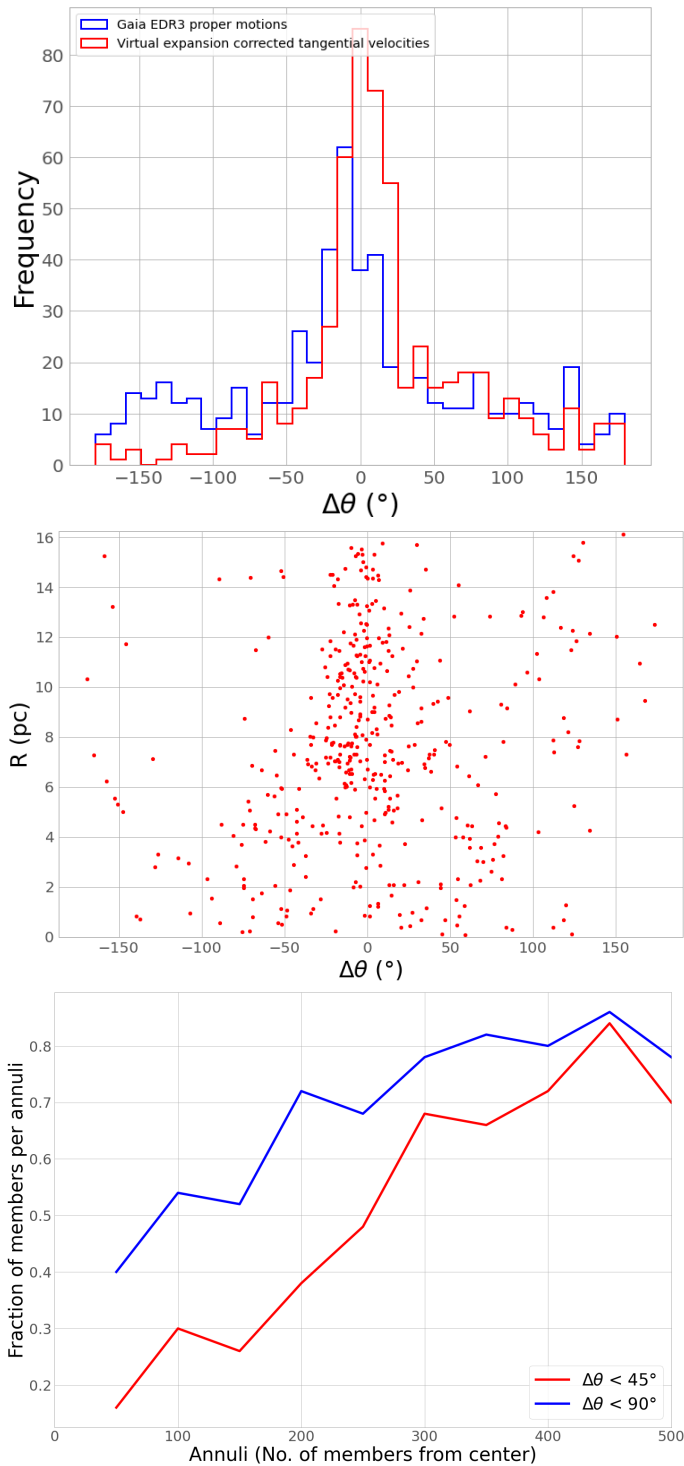 Gaia EDR3 proper motions
Virtual expansion corrected tangential velocities
80
70
60
50
40
30
20
10
0
Frequency
−150 −100 −50 0 50 100 150
Δθ (°)
16
14
12
10
8
6
4
2
0
R (pc)
−150 −100 −50 0 50 100 150
Δθ (°)
0.8
0.7
0.6
0.5
0.4
0.3
0.2
Fraction of members per annuli
Δθ < 45°
Δθ < 90°
0 100 200 300 400 500
Annuli (No. of members from center)